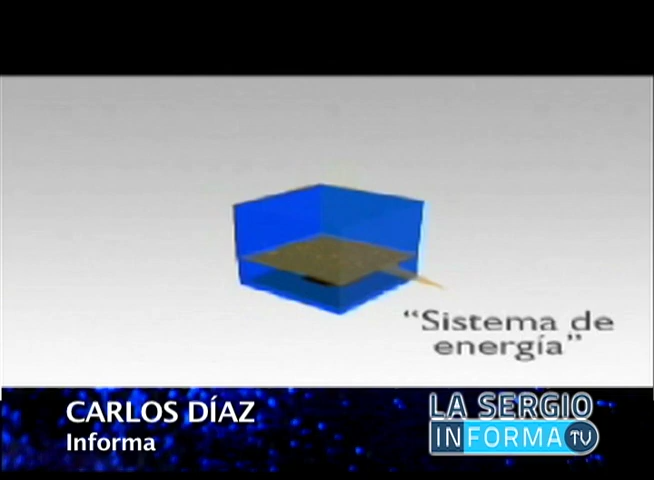 “Sistema de
energía”
CARLOS DÍAZ
Informa
LA SERGIO
INFORMA TV